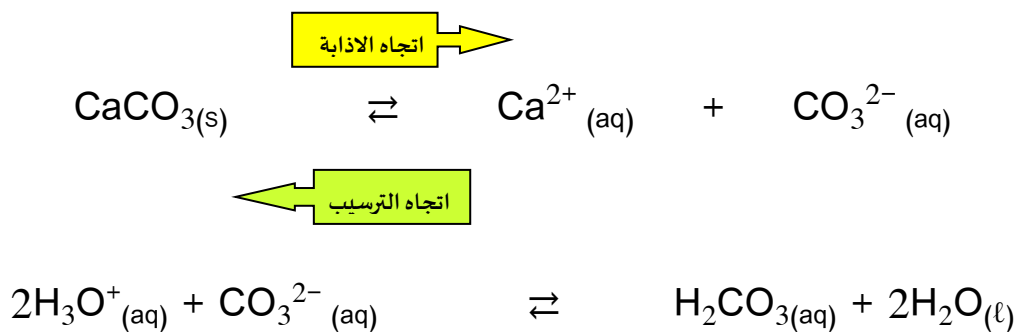 اتجاه الاذابة
CaCO₃(s) ⇄ Ca²⁺ (aq) + CO₃²⁻ (aq)
اتجاه الترسيب
2H₃O⁺(aq) + CO₃²⁻ (aq) ⇄ H₂CO₃(aq) + 2H₂O(ℓ)